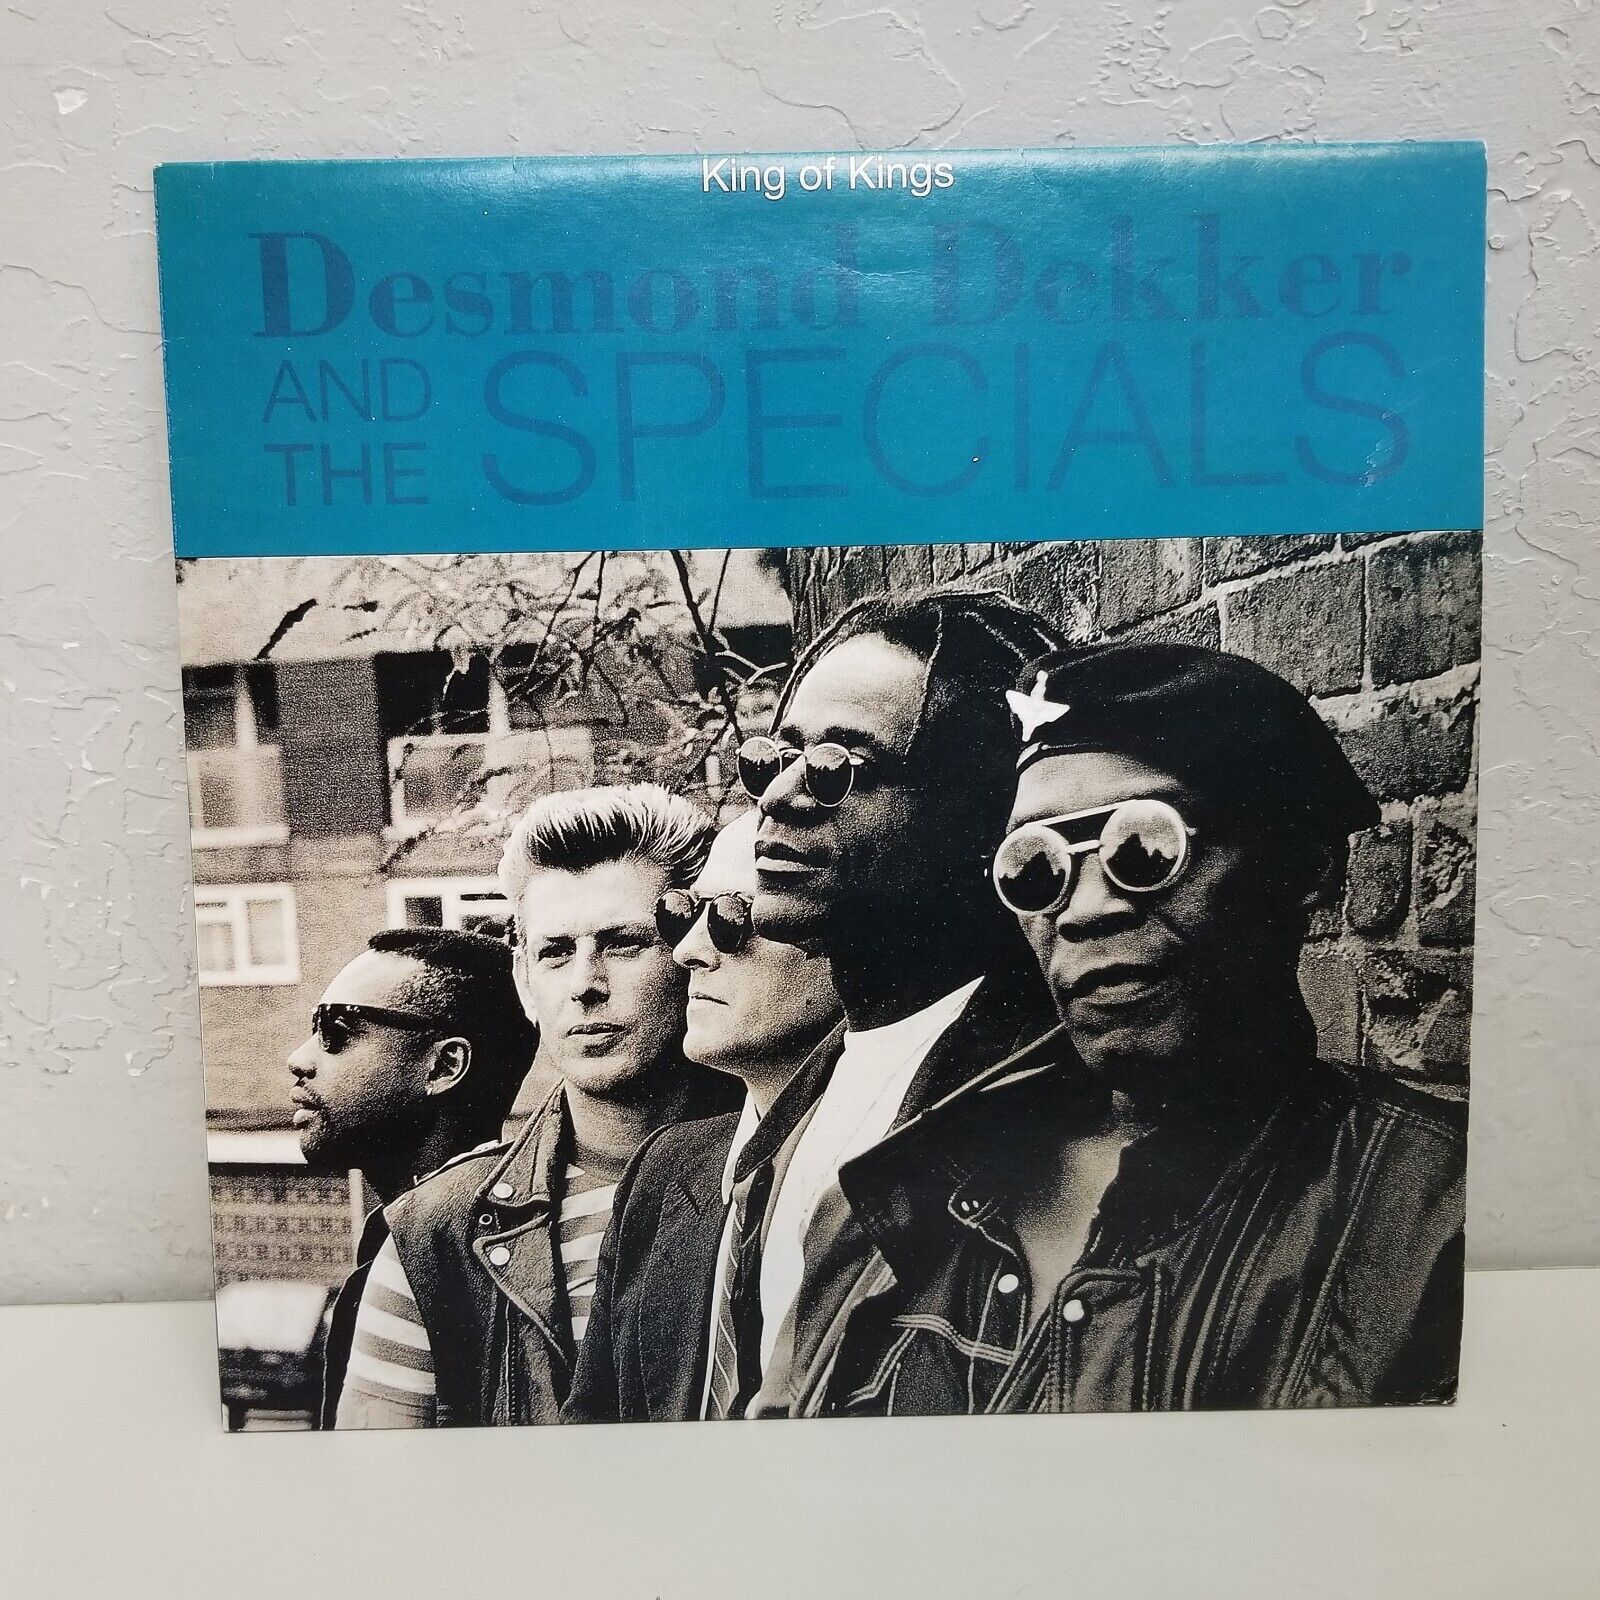 King of Kings
Desmond Dekker
AND
THE
SPECIALS